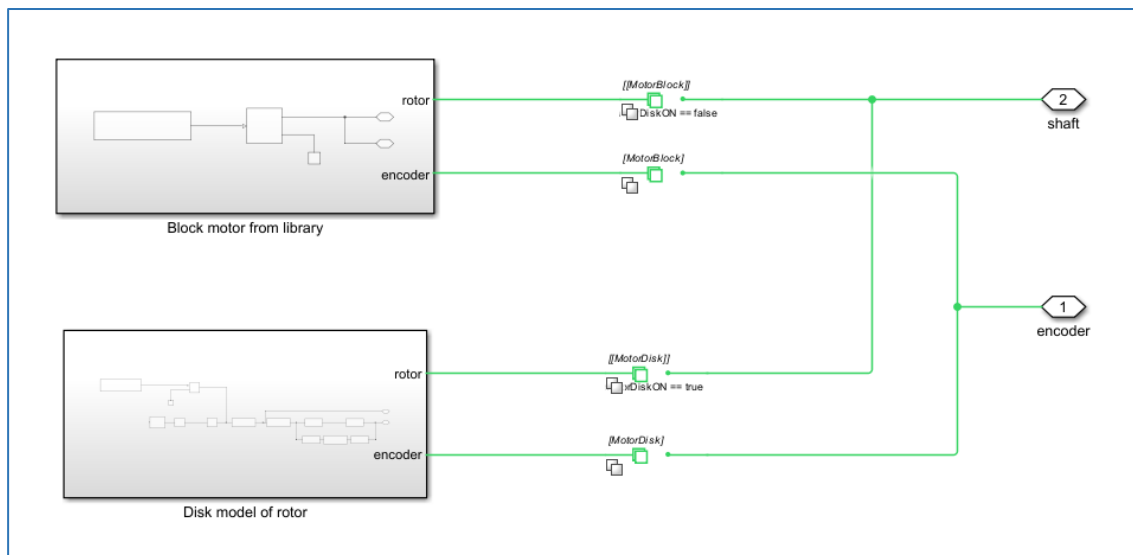 [[MotorBlock]]
rotor
DiskON == false
2
shaft
[MotorBlock]
encoder
Block motor from library
1
encoder
[[MotorDisk]]
rotor
DiskON == true
[MotorDisk]
encoder
Disk model of rotor